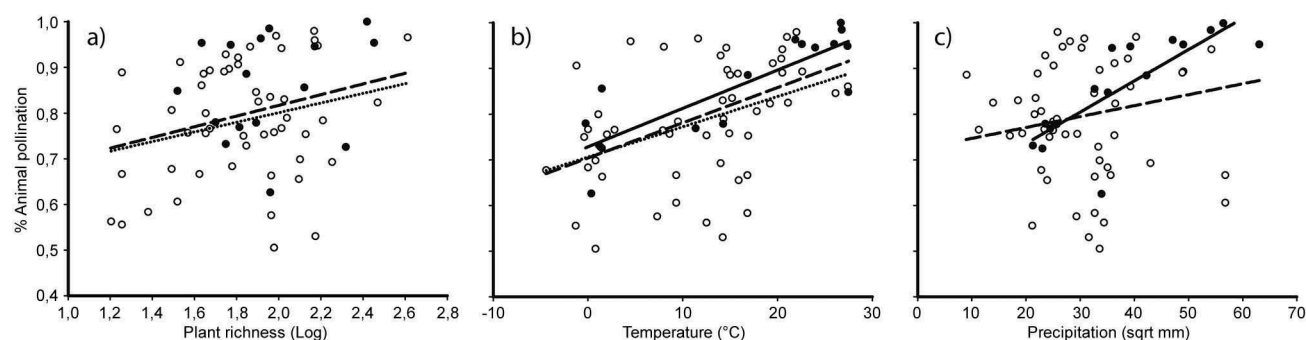 a)
b)
c)
% Animal pollination
1,0
0,9
0,8
0,7
0,6
0,5
0,4
1,0 1,2 1,4 1,6 1,8 2,0 2,2 2,4 2,6 2,8
Plant richness (Log)
-10 0 10 20 30
Temperature (°C)
0 10 20 30 40 50 60 70
Precipitation (sqrt mm)